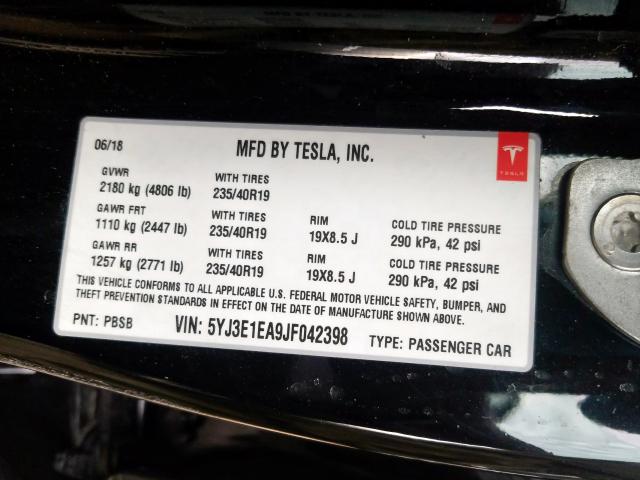 06/18 MFD BY TESLA, INC.
TESLA
GVWR WITH TIRES
2180 kg (4806 lb) 235/40R19
GAWR FRT WITH TIRES RIM COLD TIRE PRESSURE
1110 kg (2447 lb) 235/40R19 19X8.5 J 290 kPa, 42 psi
GAWR RR WITH TIRES RIM COLD TIRE PRESSURE
1257 kg (2771 lb) 235/40R19 19X8.5 J 290 kPa, 42 psi
THIS VEHICLE CONFORMS TO ALL APPLICABLE U.S. FEDERAL MOTOR VEHICLE SAFETY, BUMPER, AND
THEFT PREVENTION STANDARDS IN EFFECT ON THE DATE OF MANUFACTURE SHOWN ABOVE.
PNT: PBSB VIN: 5YJ3E1EA9JF042398 TYPE: PASSENGER CAR